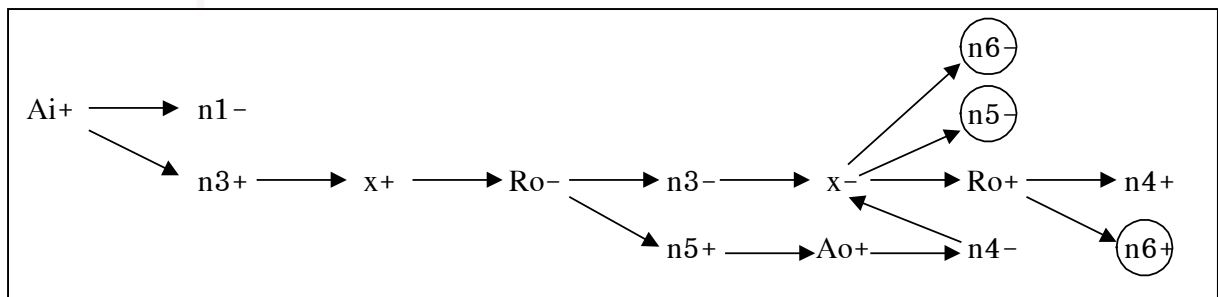 n6-
Ai+ n1- n5-
n3+ x+ Ro- n3- x- Ro+ n4+
n5+ Ao+ n4- n6+